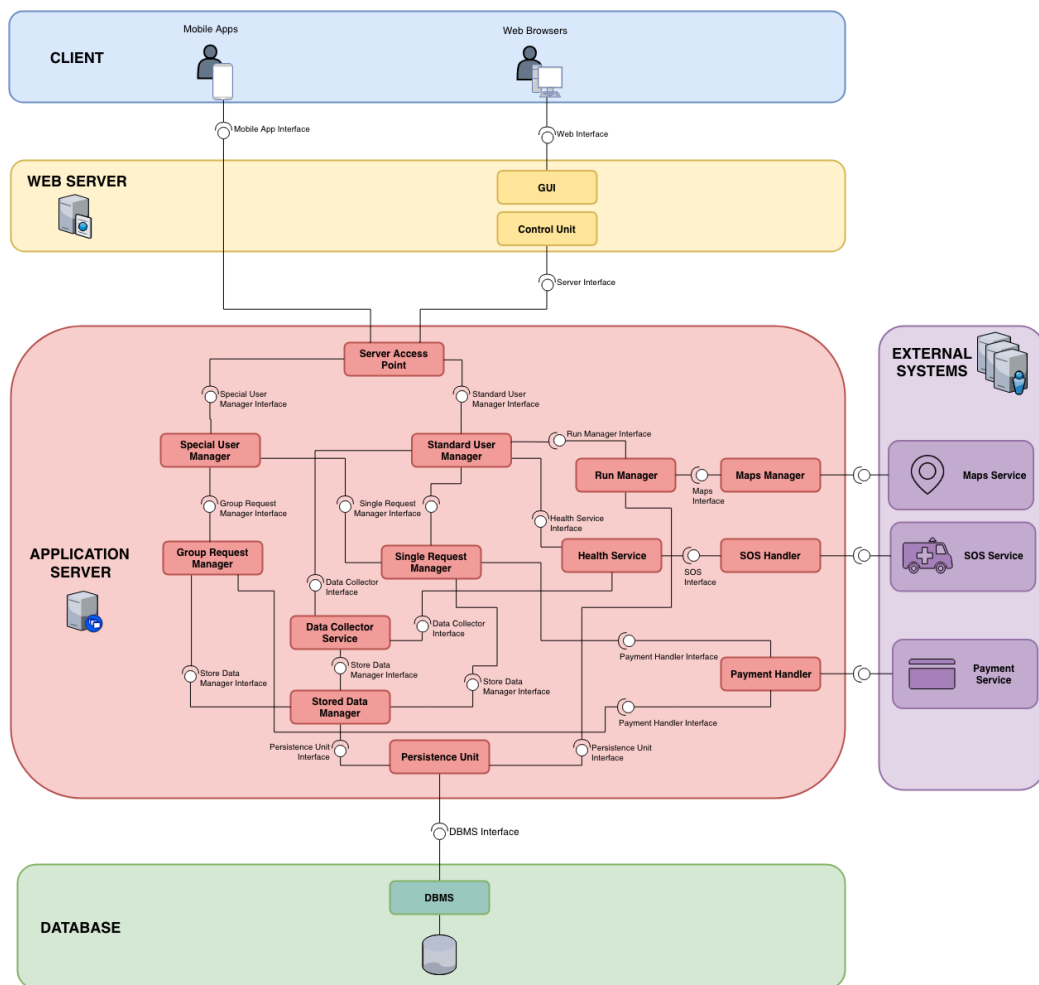 Mobile Apps
Web Browsers
CLIENT
Mobile App Interface
Web Interface
WEB SERVER
GUI
Control Unit
Server Interface
Server Access
Point
EXTERNAL
SYSTEMS
Special User
Manager Interface
Standard User
Manager Interface
Special User
Manager
Standard User
Manager
Run Manager Interface
Run Manager
Maps
Interface
Maps Manager
Maps Service
Group Request
Manager Interface
Single Request
Manager Interface
Health Service
Interface
APPLICATION
SERVER
Group Request
Manager
Single Request
Manager
Health Service
SOS
Interface
SOS Handler
SOS Service
Data Collector
Interface
Data Collector
Service
Data Collector
Interface
Payment Handler Interface
Store Data
Manager Interface
Store Data
Manager Interface
Store Data
Manager Interface
Payment Handler
Payment
Service
Stored Data
Manager
Payment Handler Interface
Persistence Unit
Interface
Persistence Unit
Persistence Unit
Interface
DBMS Interface
DBMS
DATABASE